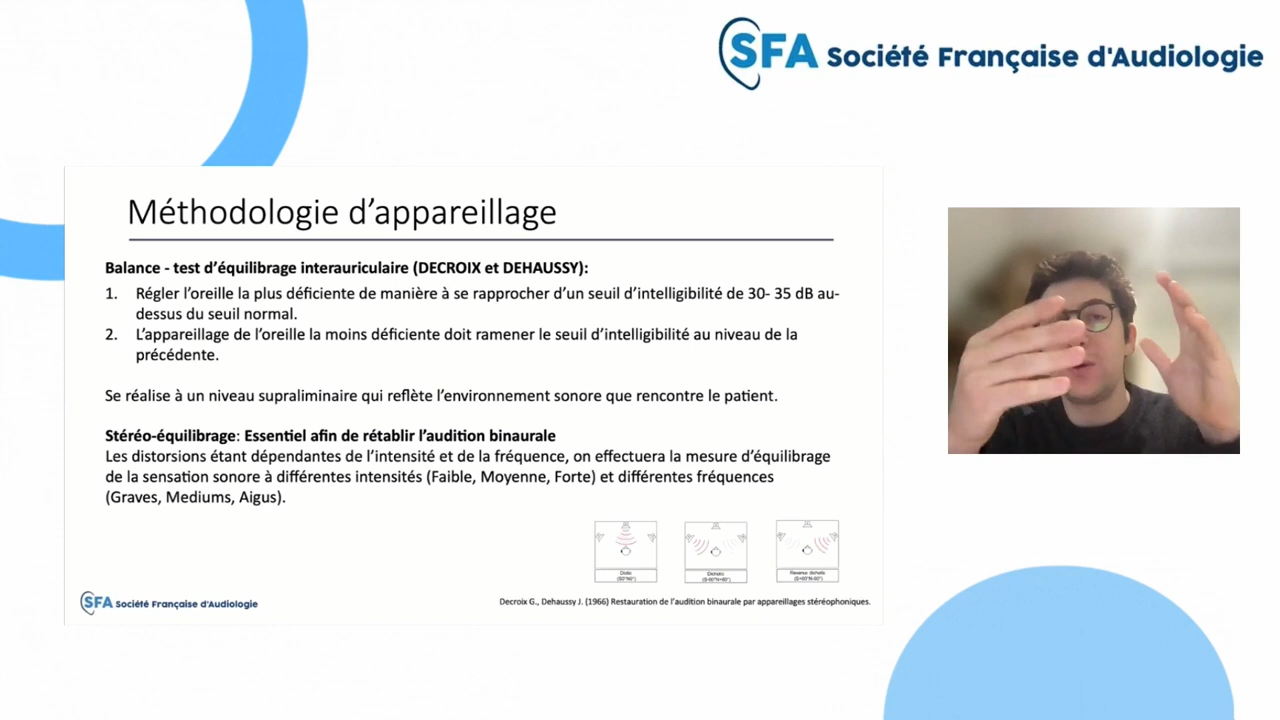 SFA Société Française d'Audiologie
Méthodologie d'appareillage
Balance - test d'équilibrage interauriculaire (DECROIX et DEHAUSSY):
1. Régler l'oreille la plus déficiente de manière à se rapprocher d'un seuil d'intelligibilité de 30- 35 dB au-
dessus du seuil normal.
2. L'appareillage de l'oreille la moins déficiente doit ramener le seuil d'intelligibilité au niveau de la
précédente.
Se réalise à un niveau supraliminaire qui reflète l'environnement sonore que rencontre le patient.
Stéréo-équilibrage: Essentiel afin de rétablir l'audition binaurale
Les distorsions étant dépendantes de l'intensité et de la fréquence, on effectuera la mesure d'équilibrage
de la sensation sonore à différentes intensités (Faible, Moyenne, Forte) et différentes fréquences
(Graves, Mediums, Aigus).
SFA Société Française d'Audiologie
Decroix G., Dehaussy J. (1966) Restauration de l'audition binaurale par appareillages stéréophoniques.